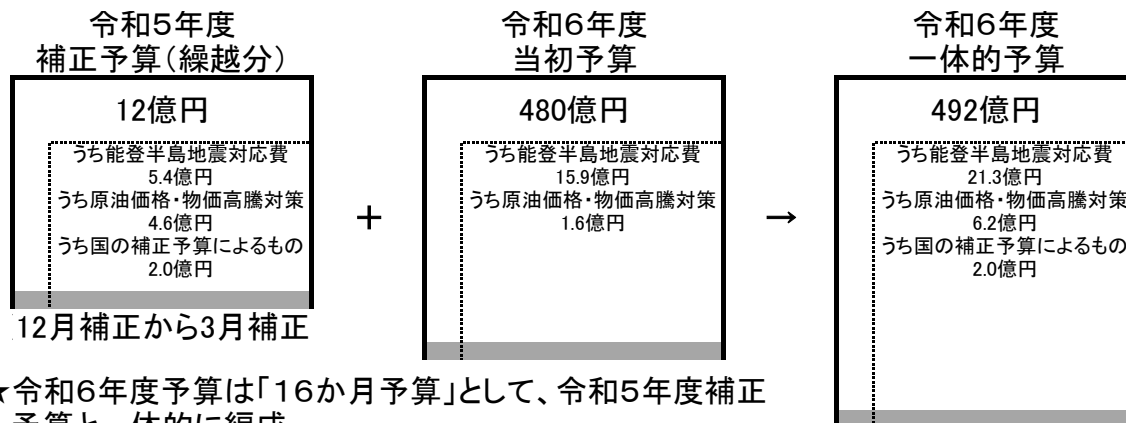 令和5年度
補正予算(繰越分)
12億円
うち能登半島地震対応費
5.4億円
うち原油価格・物価高騰対策
4.6億円
うち国の補正予算によるもの
2.0億円
12月補正から3月補正
+
令和6年度
当初予算
480億円
うち能登半島地震対応費
15.9億円
うち原油価格・物価高騰対策
1.6億円
→
令和6年度
一体的予算
492億円
うち能登半島地震対応費
21.3億円
うち原油価格・物価高騰対策
6.2億円
うち国の補正予算によるもの
2.0億円
★令和6年度予算は「16か月予算」として、令和5年度補正
予算と一体的に編成